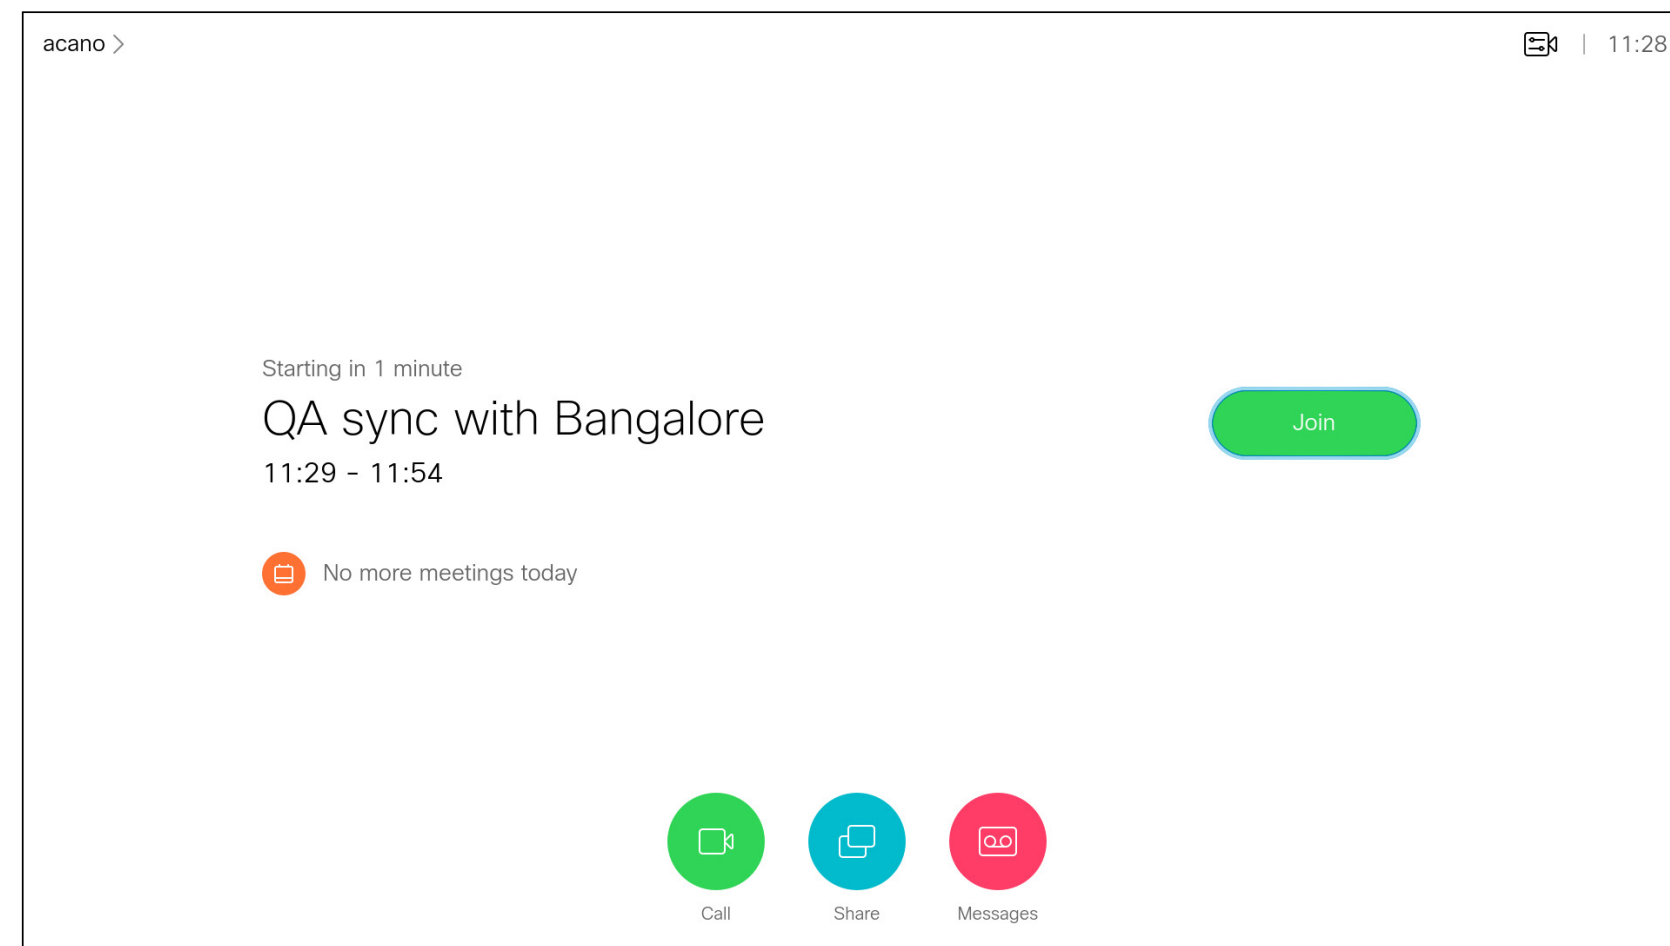 acano
11:28
Starting in 1 minute
QA sync with Bangalore
Join
11:29 - 11:54
No more meetings today
Call
Share
Messages